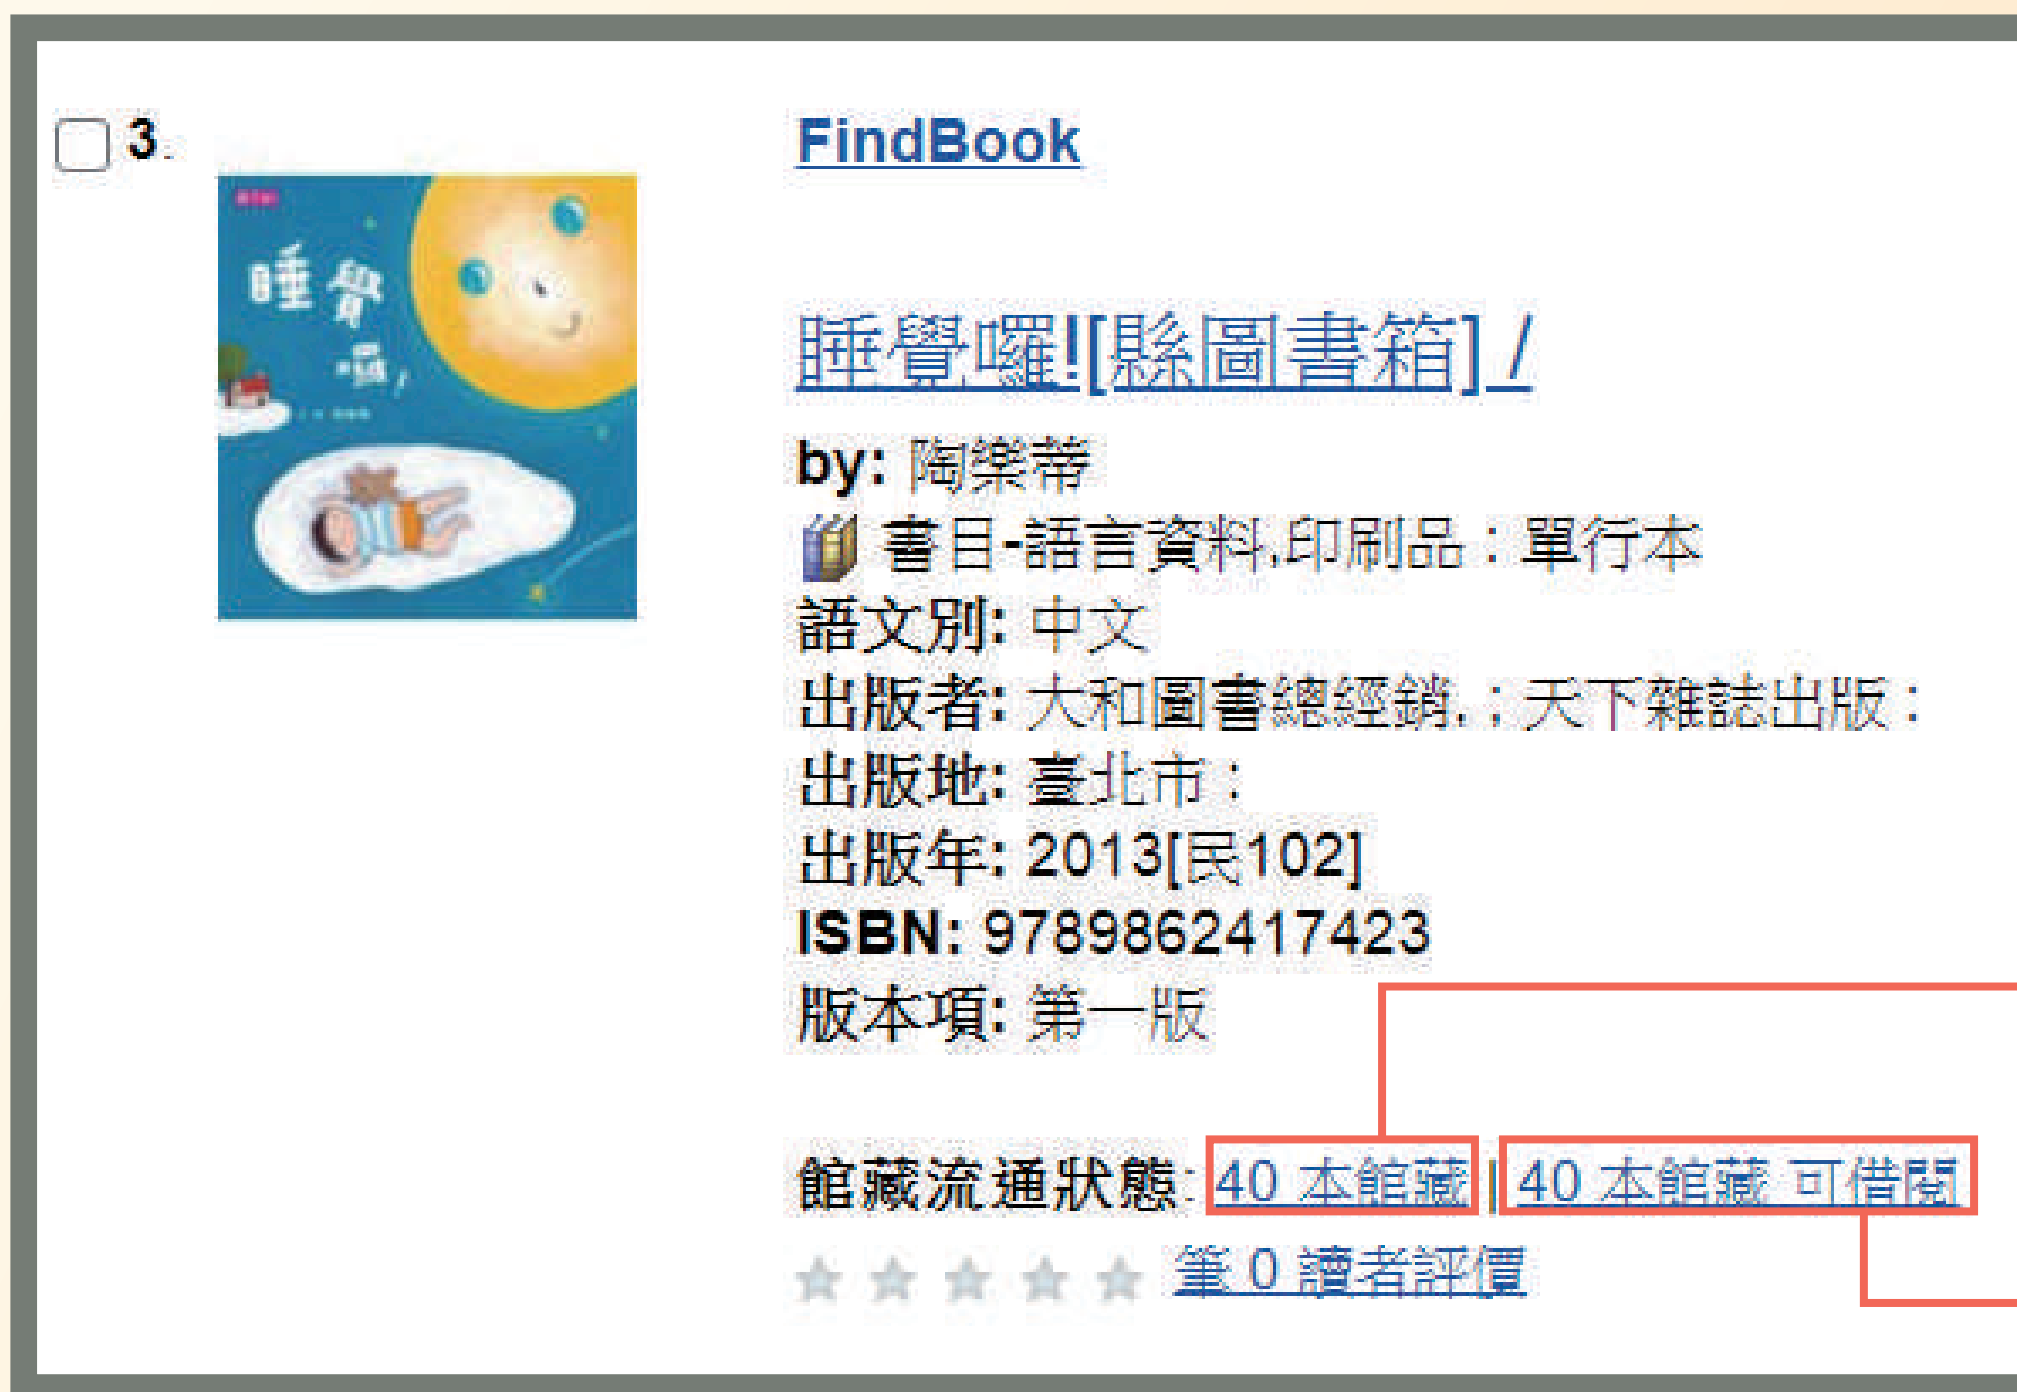 3.
FindBook
睡覺囉!
睡覺囉![縣圖書箱] /
by: 陶樂蒂
書目-語言資料,印刷品 : 單行本
語文別: 中文
出版者: 大和圖書總經銷, ; 天下雜誌出版 :
出版地: 臺北市 :
出版年: 2013[民102]
ISBN: 9789862417423
版本項: 第一版
館藏流通狀態: 40 本館藏 | 40 本館藏 可借閱
筆 0 讀者評價